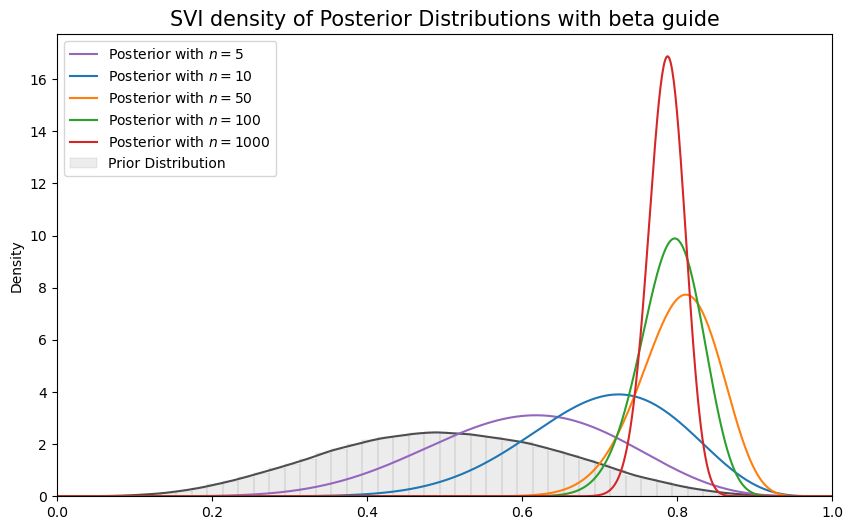 SVI density of Posterior Distributions with beta guide
Posterior with n = 5
Posterior with n = 10
Posterior with n = 50
Posterior with n = 100
Posterior with n = 1000
Prior Distribution
Density
16
14
12
10
8
6
4
2
0
0.0 0.2 0.4 0.6 0.8 1.0